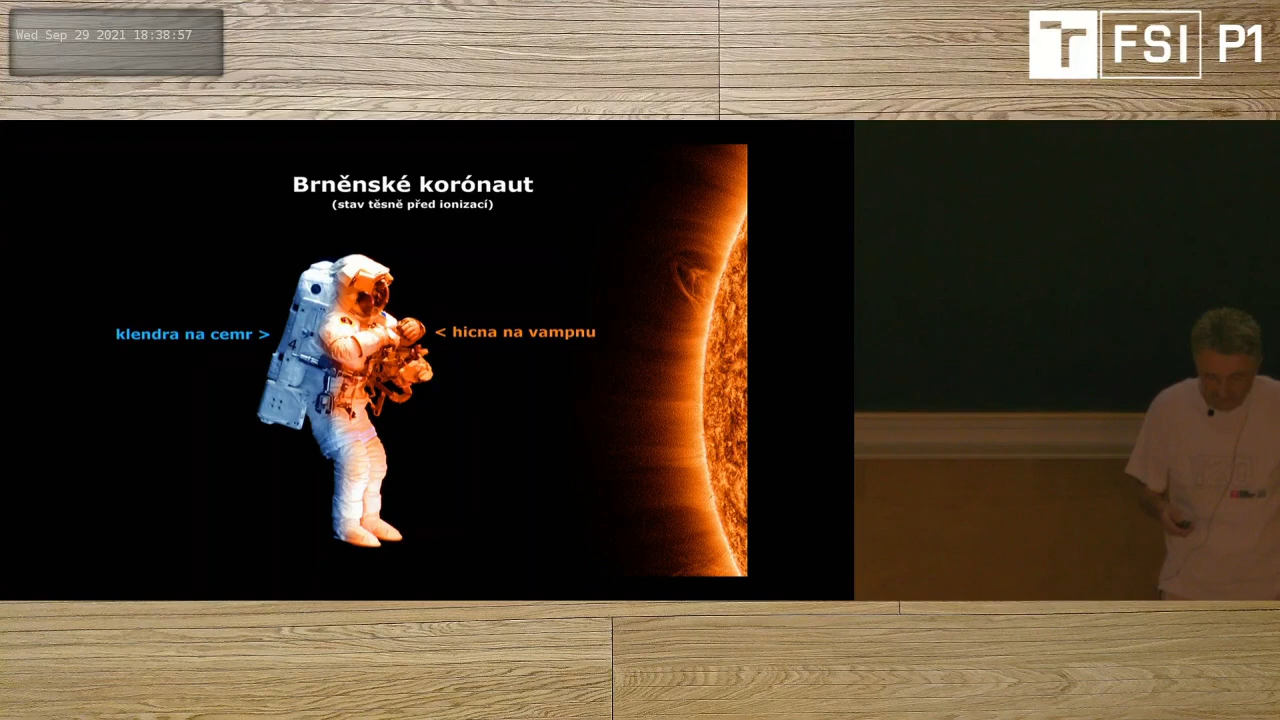 Wed Sep 29 2021 18:38:57
T FSI P1
Brněnské korónaut
(stav těsně před ionizací)
klendra na cemr >
< hicna na vampnu
4